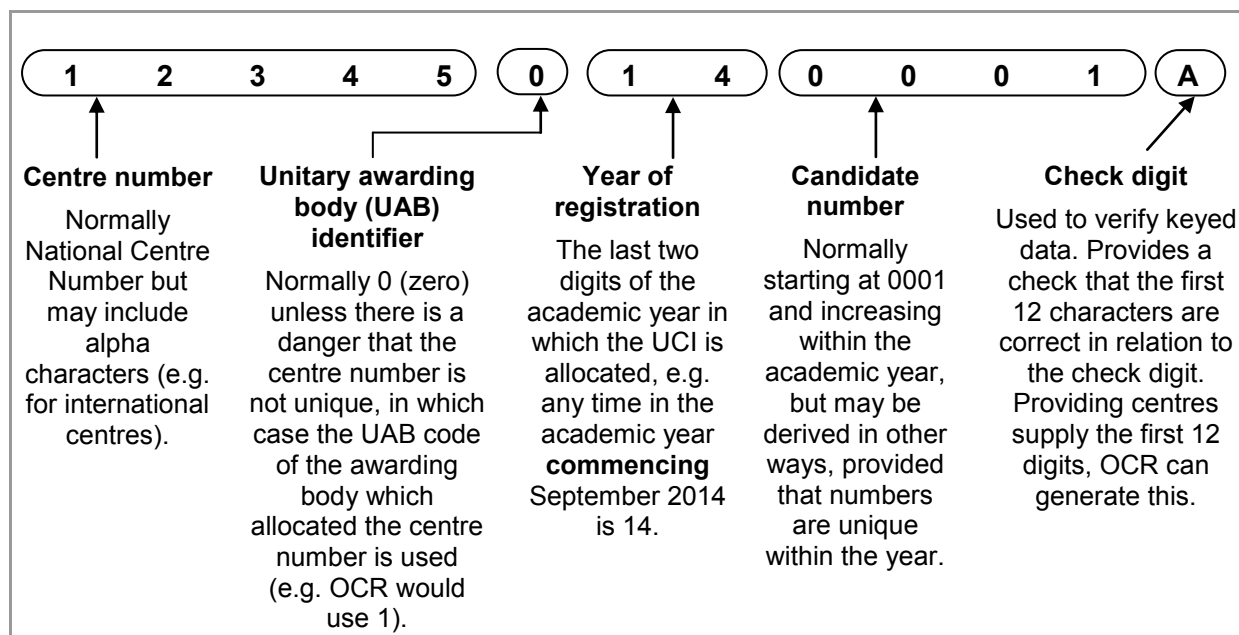 1 2 3 4 5 0 1 4 0 0 0 1 A
Centre number
Normally
National Centre
Number but
may include
alpha
characters (e.g.
for international
centres).
Unitary awarding
body (UAB)
identifier
Normally 0 (zero)
unless there is a
danger that the
centre number is
not unique, in which
case the UAB code
of the awarding
body which
allocated the centre
number is used
(e.g. OCR would
use 1).
Year of
registration
The last two
digits of the
academic year in
which the UCI is
allocated, e.g.
any time in the
academic year
commencing
September 2014
is 14.
Candidate
number
Normally
starting at 0001
and increasing
within the
academic year,
but may be
derived in other
ways, provided
that numbers
are unique
within the year.
Check digit
Used to verify keyed
data. Provides a
check that the first
12 characters are
correct in relation to
the check digit.
Providing centres
supply the first 12
digits, OCR can
generate this.